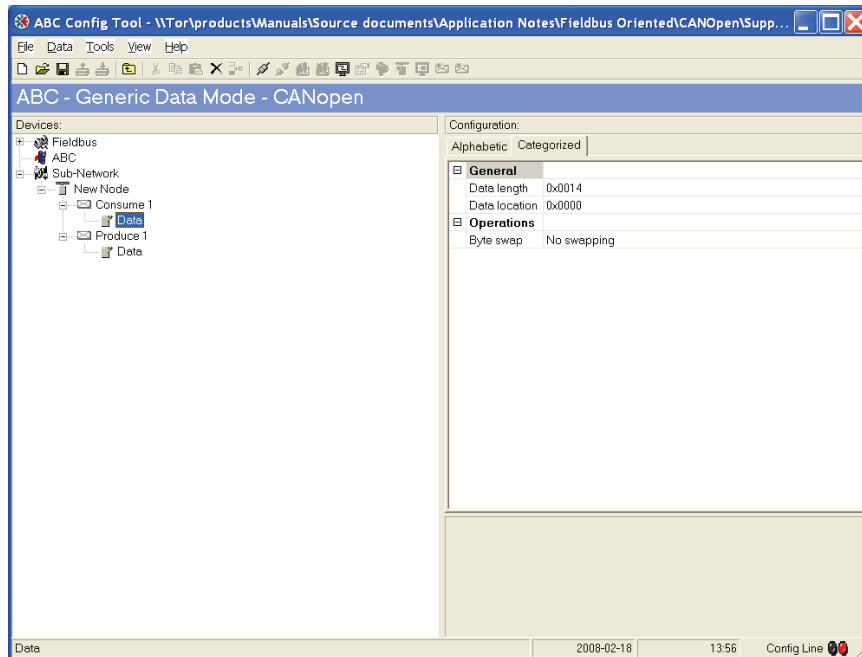 ABC Config Tool - \\Tor\products\Manuals\Source documents\Application Notes\Fieldbus Oriented\CANOpen\Supp...
File Data Tools View Help
ABC - Generic Data Mode - CANopen
Devices:
Fieldbus
ABC
Sub-Network
New Node
Consume 1
Data
Produce 1
Data
Configuration:
Alphabetic Categorized
General
Data length 0x0014
Data location 0x0000
Operations
Byte swap No swapping
Data 2008-02-18 13:56 Config Line